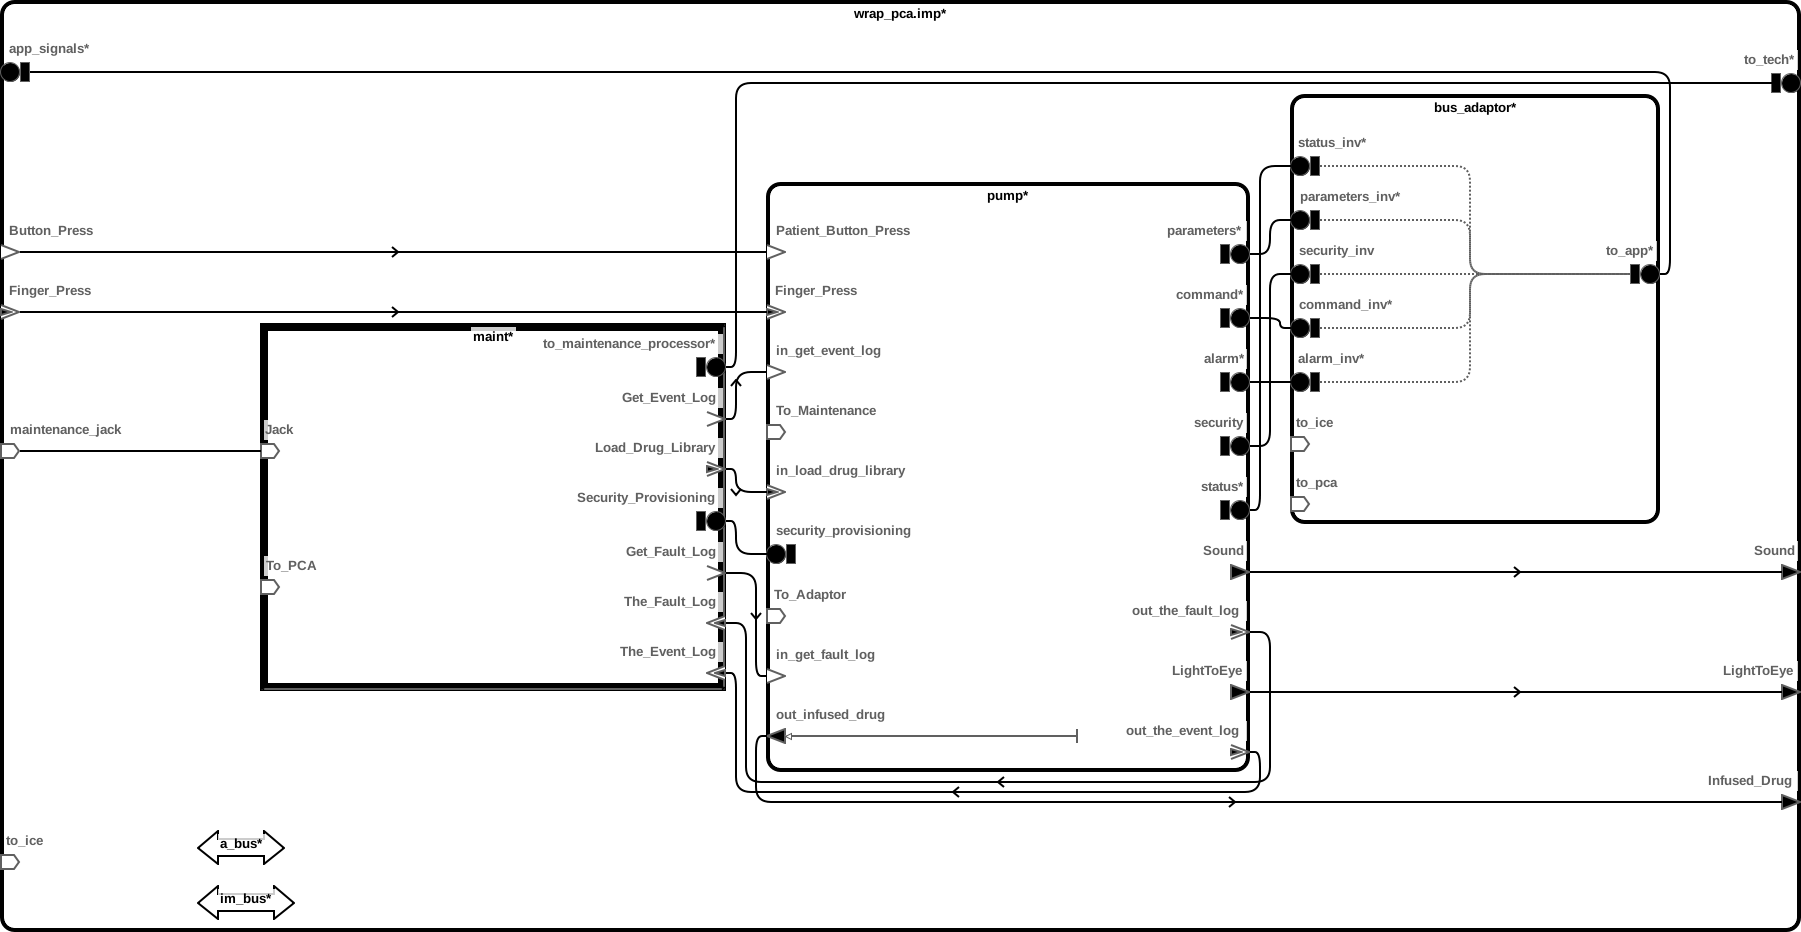 wrap_pca.imp*
app_signals*
to_tech*
Button_Press
Finger_Press
maintenance_jack
to_ice
maint*
to_maintenance_processor*
Get_Event_Log
Load_Drug_Library
Security_Provisioning
Get_Fault_Log
The_Fault_Log
The_Event_Log
Jack
To_PCA
pump*
Patient_Button_Press
Finger_Press
in_get_event_log
To_Maintenance
in_load_drug_library
security_provisioning
To_Adaptor
in_get_fault_log
out_infused_drug
parameters*
command*
alarm*
security
status*
Sound
out_the_fault_log
LightToEye
out_the_event_log
bus_adaptor*
status_inv*
parameters_inv*
security_inv
command_inv*
alarm_inv*
to_ice
to_pca
to_app*
Sound
LightToEye
Infused_Drug
a_bus*
im_bus*